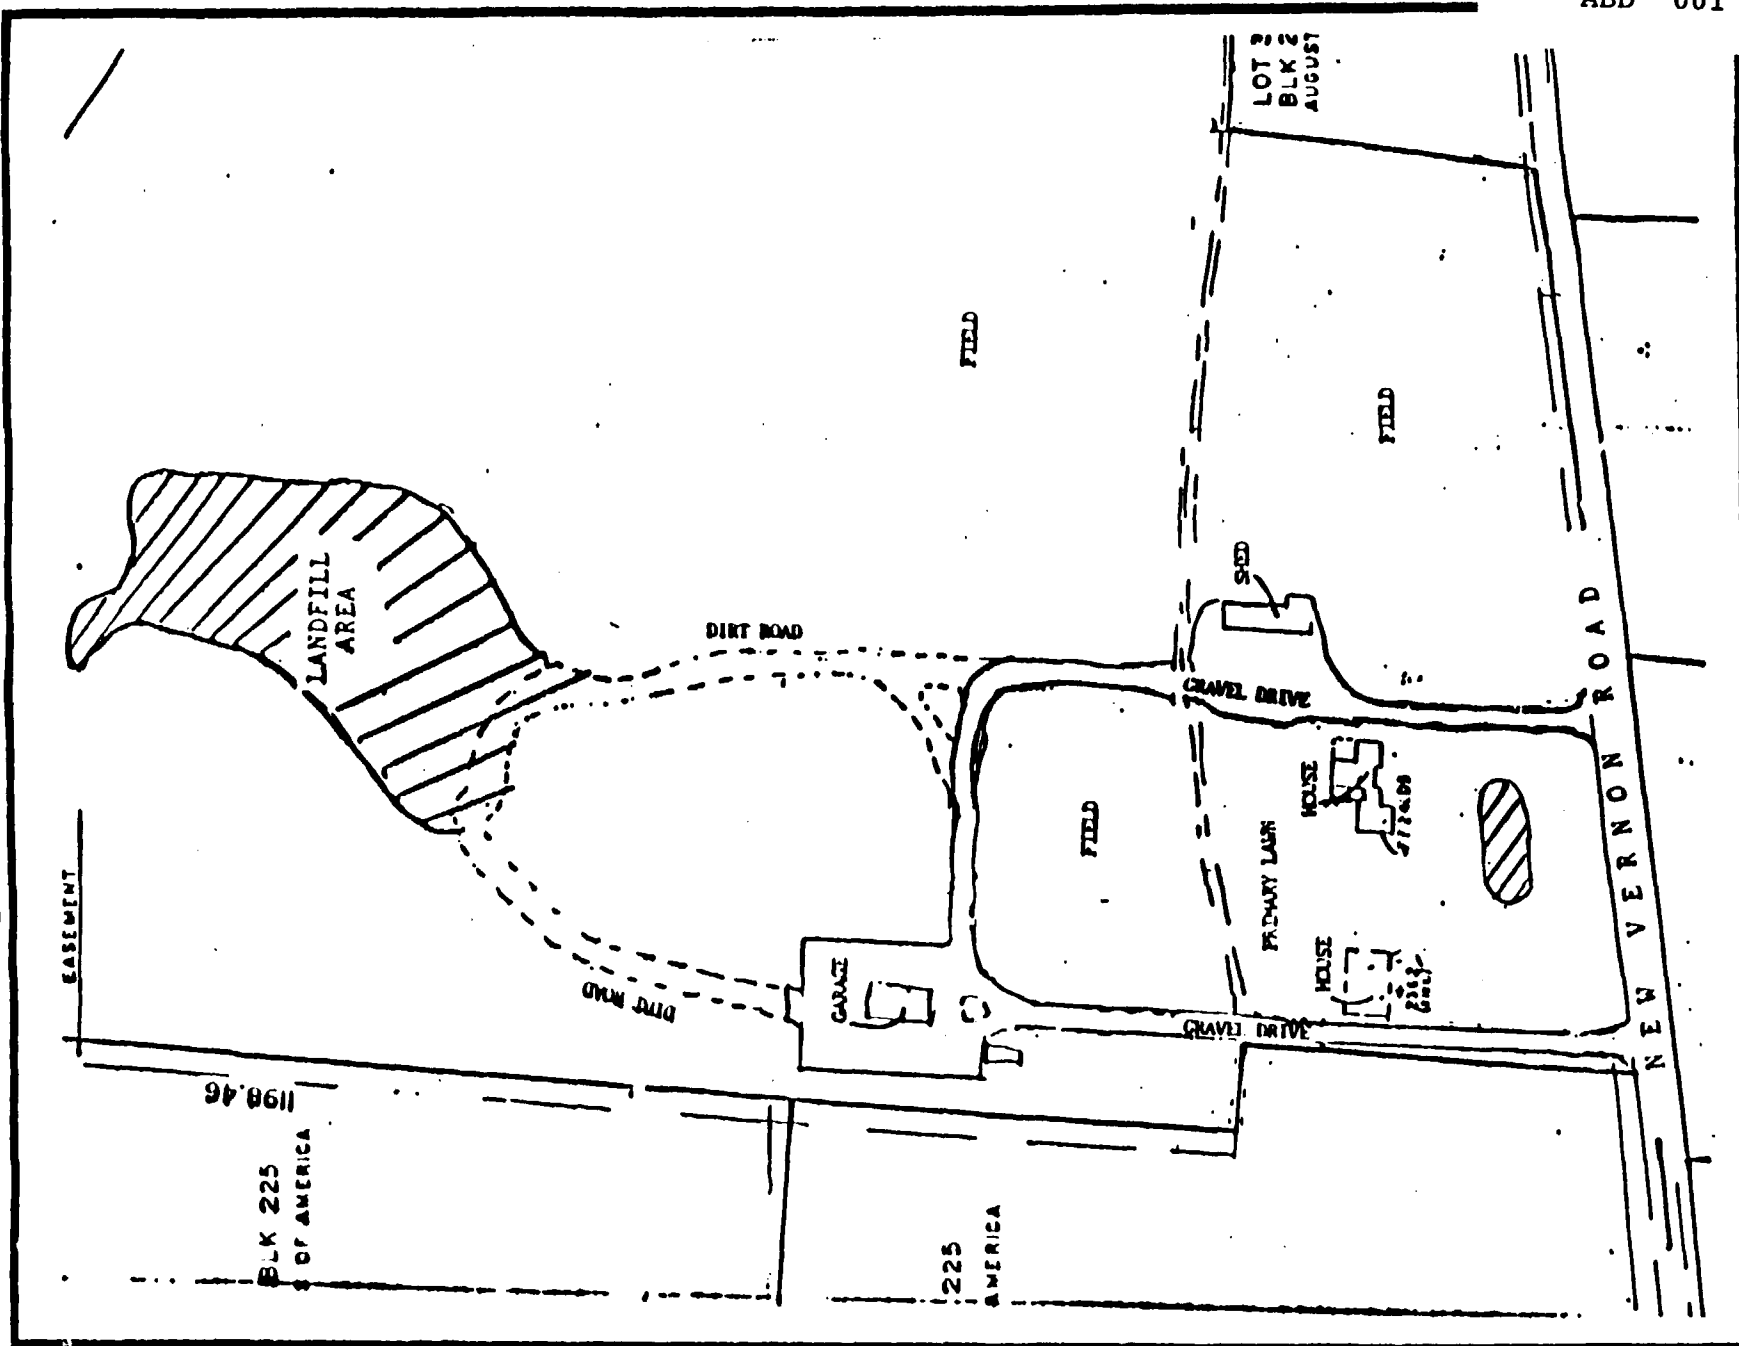 ABD 001
LOT
BLK 2
AUGUST
FIELD
FIELD
SHED
LANDFILL
AREA
DIRT ROAD
GRAVEL DRIVE
HOUSE
FIELD
PRIMARY LAWN
EASEMENT
HOUSE
GARAGE
DIRT ROAD
GRAVEL DRIVE
NEW VERNON ROAD
1198.46
BLK 225
S OF AMERICA
225
AMERICA